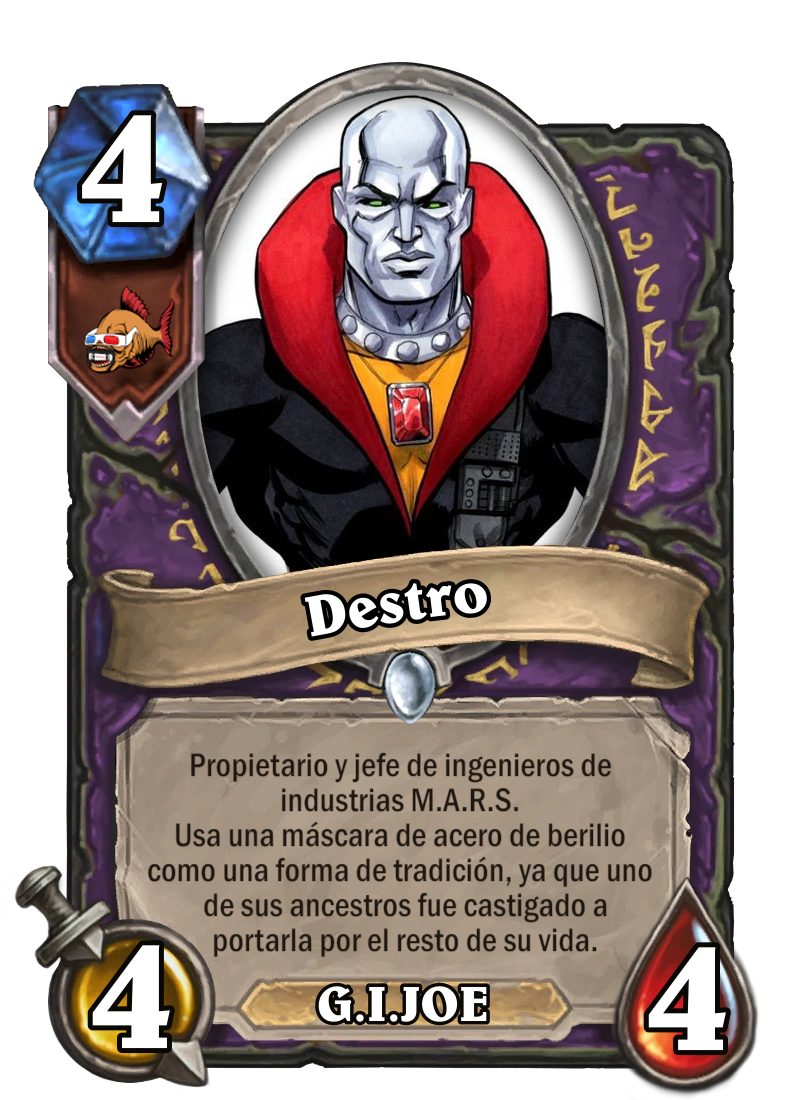 4
Destro
Propietario y jefe de ingenieros de
industrias M.A.R.S.
Usa una máscara de acero de berilio
como una forma de tradición, ya que uno
de sus ancestros fue castigado a
portarla por el resto de su vida.
4
G.I.JOE
4